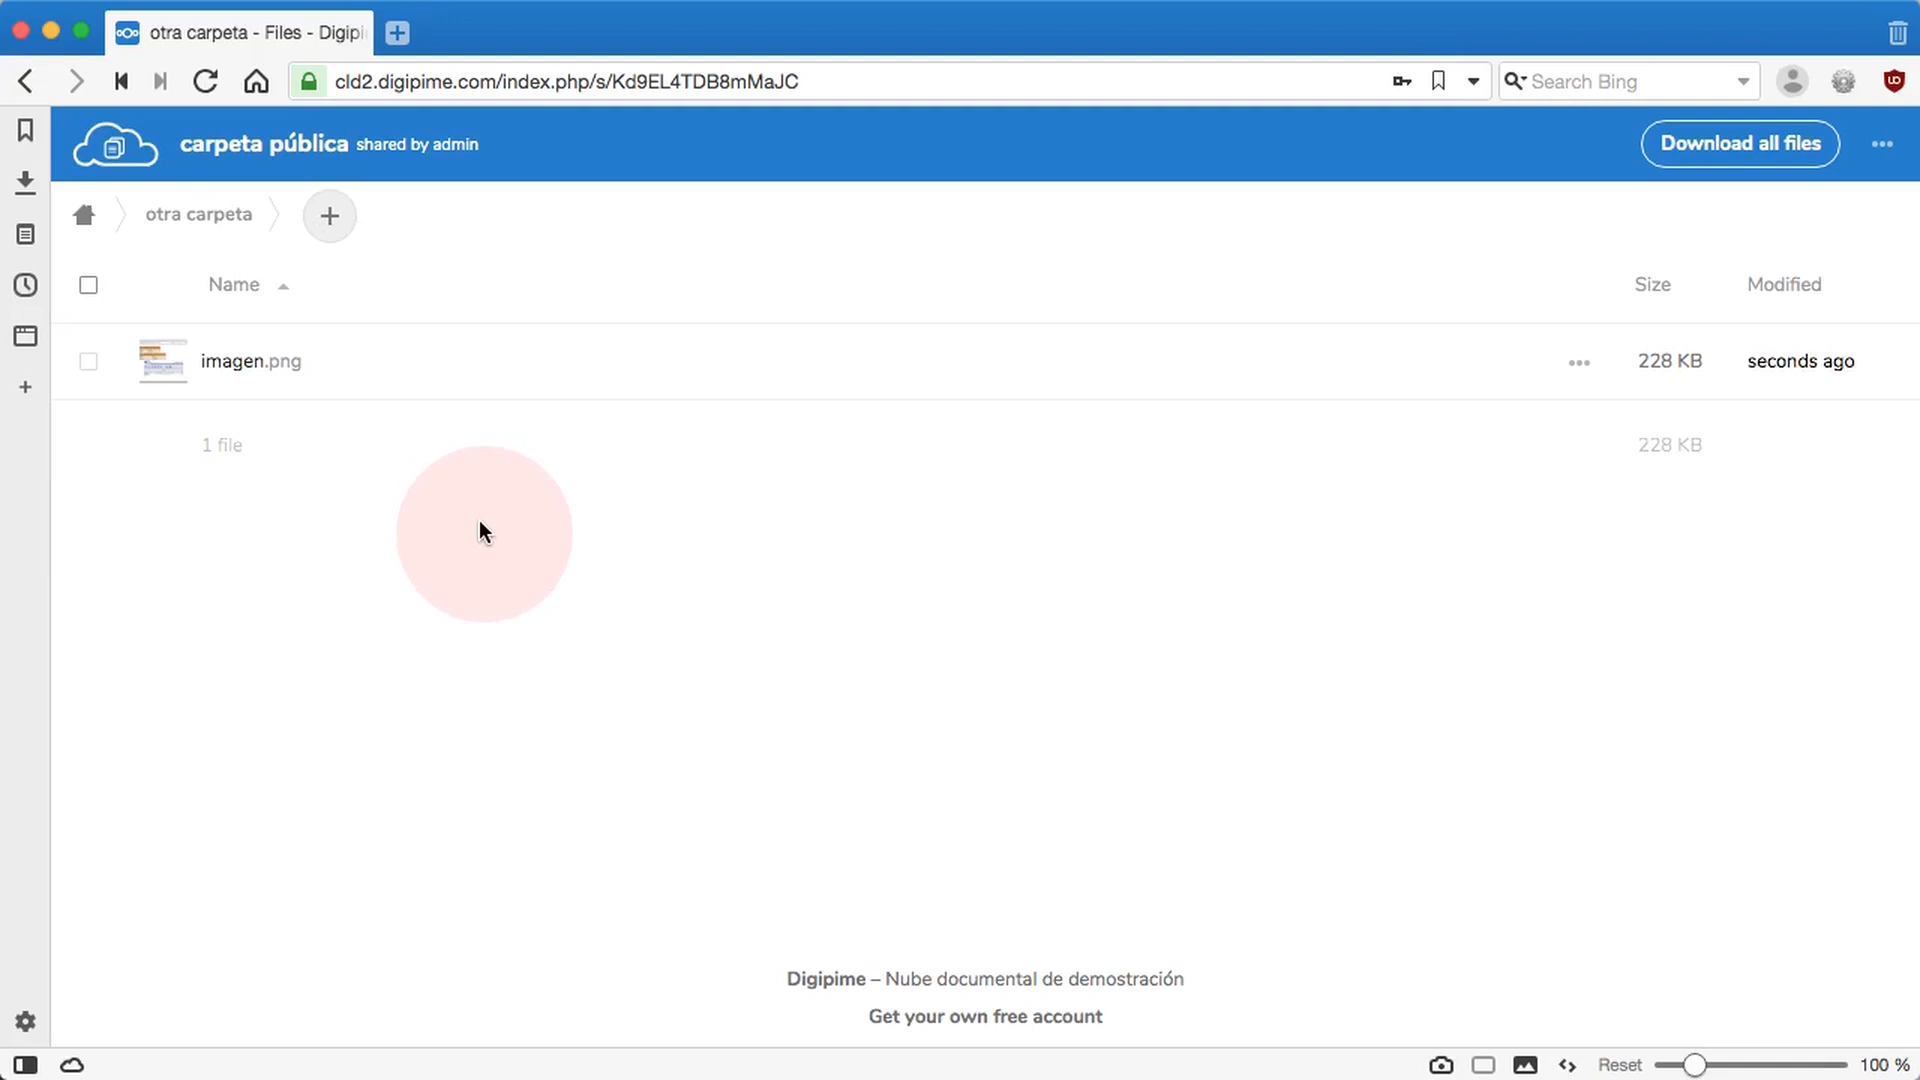 otra carpeta - Files - Digipi
cld2.digipime.com/index.php/s/Kd9EL4TDB8mMaJC
Search Bing
carpeta pública shared by admin
Download all files
otra carpeta
Name
Size
Modified
imagen.png
228 KB
seconds ago
1 file
228 KB
Digipime – Nube documental de demostración
Get your own free account
Reset
100 %